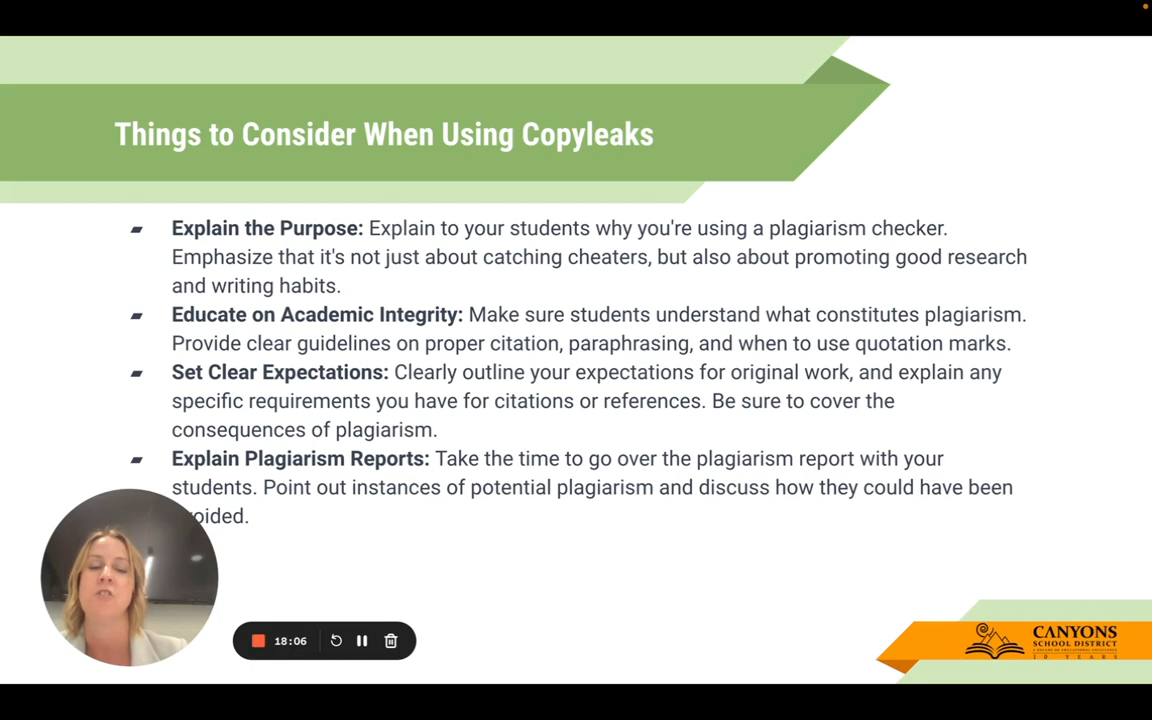 Things to Consider When Using Copyleaks
Explain the Purpose: Explain to your students why you're using a plagiarism checker.
Emphasize that it's not just about catching cheaters, but also about promoting good research
and writing habits.
Educate on Academic Integrity: Make sure students understand what constitutes plagiarism.
Provide clear guidelines on proper citation, paraphrasing, and when to use quotation marks.
Set Clear Expectations: Clearly outline your expectations for original work, and explain any
specific requirements you have for citations or references. Be sure to cover the
consequences of plagiarism.
Explain Plagiarism Reports: Take the time to go over the plagiarism report with your
students. Point out instances of potential plagiarism and discuss how they could have been
18:06
CANYONS
SCHOOL DISTRICT
10 YEARS